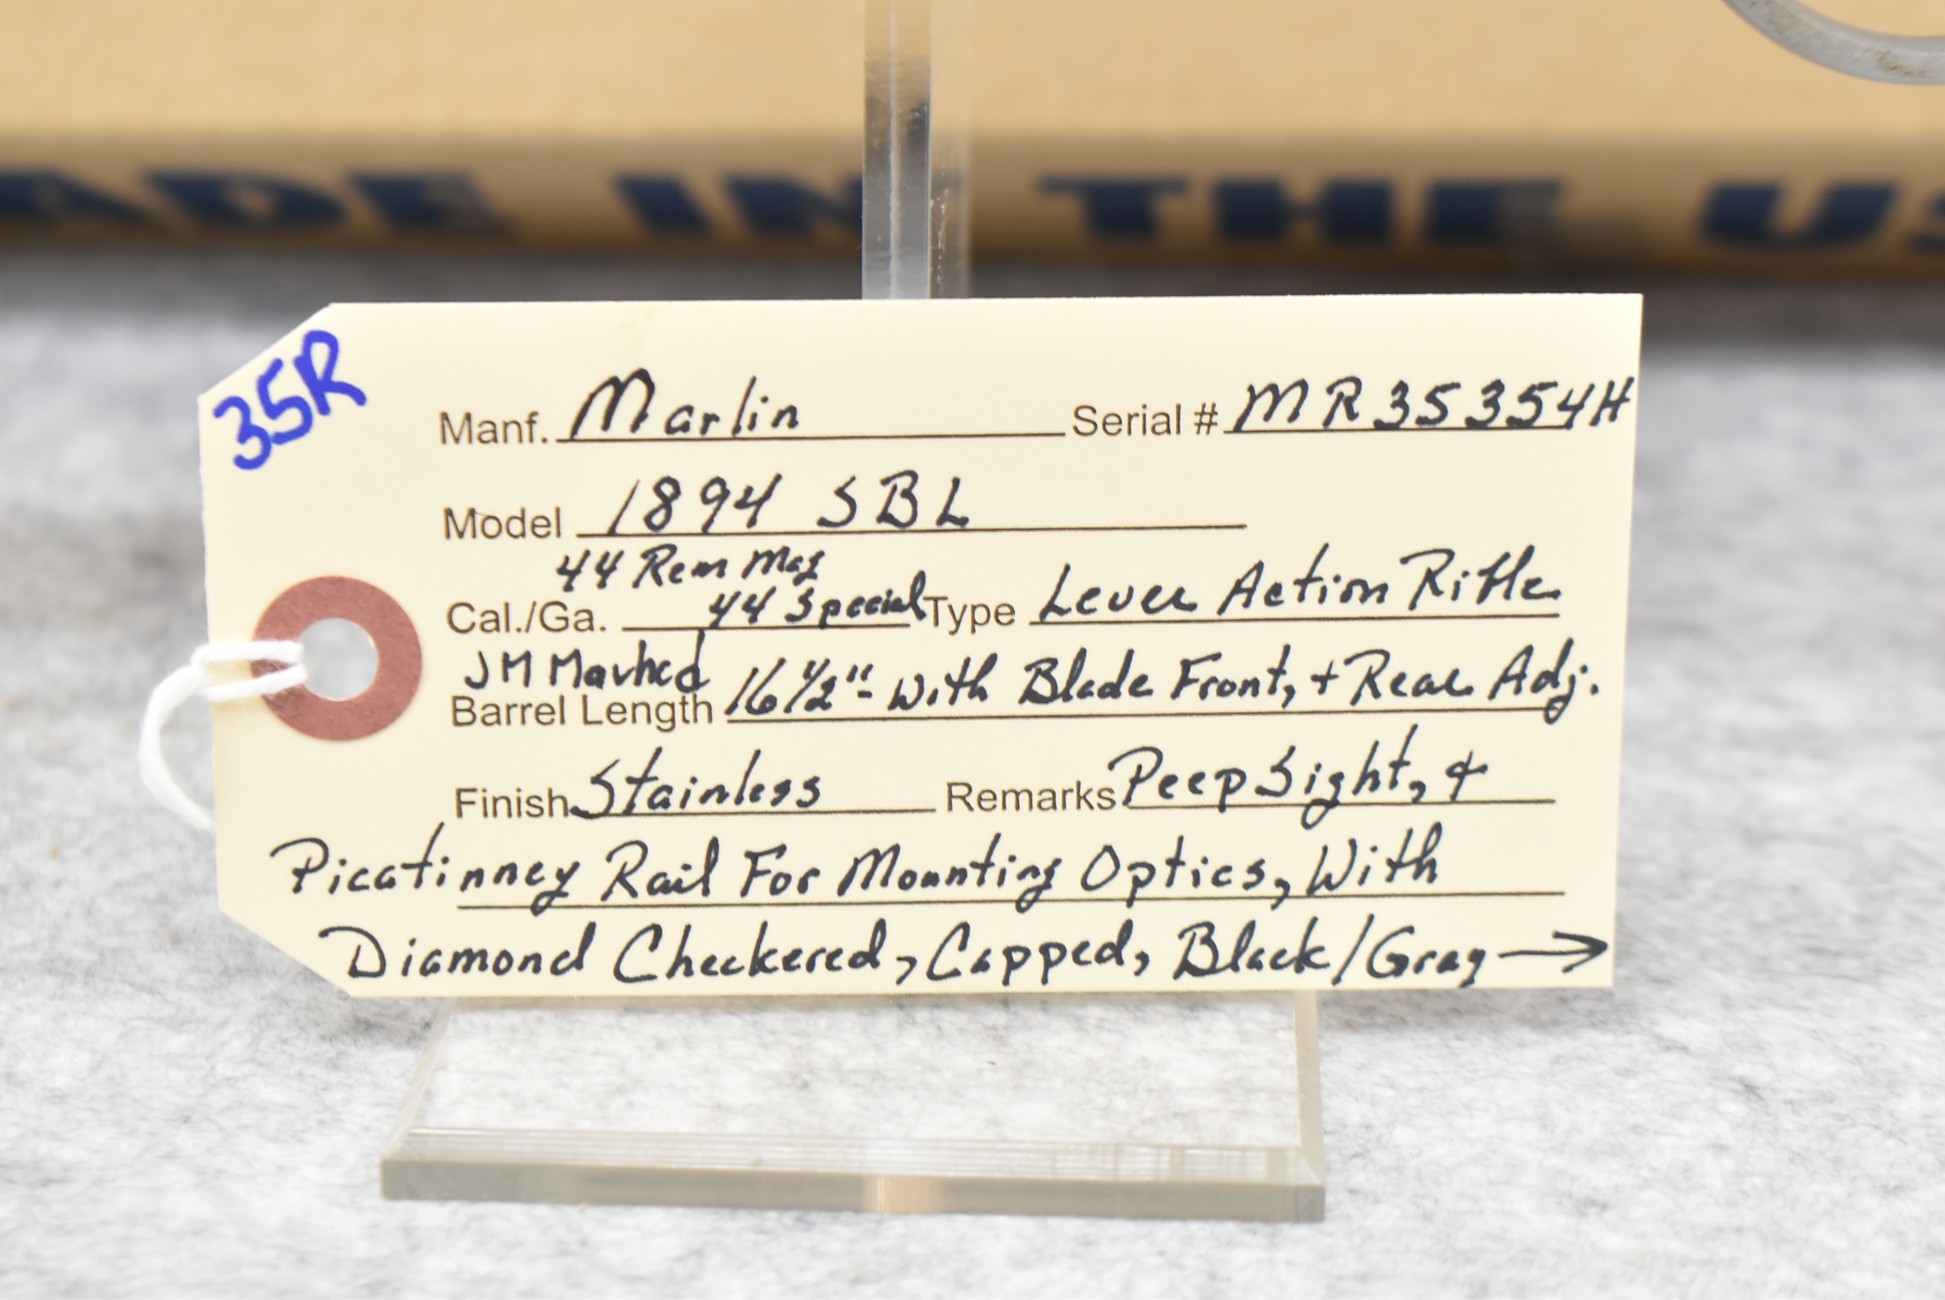 ADE IN THE US
35R
Manf. Marlin Serial # MR35354H
Model 1894 SBL
44 Rem Mag
Cal./Ga. 44 Special Type Lever Action Rifle
JM Marked
Barrel Length 16 1/2" - with Blade Front, + Rear Adj.
Finish Stainless Remarks Peep Sight, &
Picatinney Rail For Mounting Optics, With
Diamond Checkered, Capped, Black/Gray →